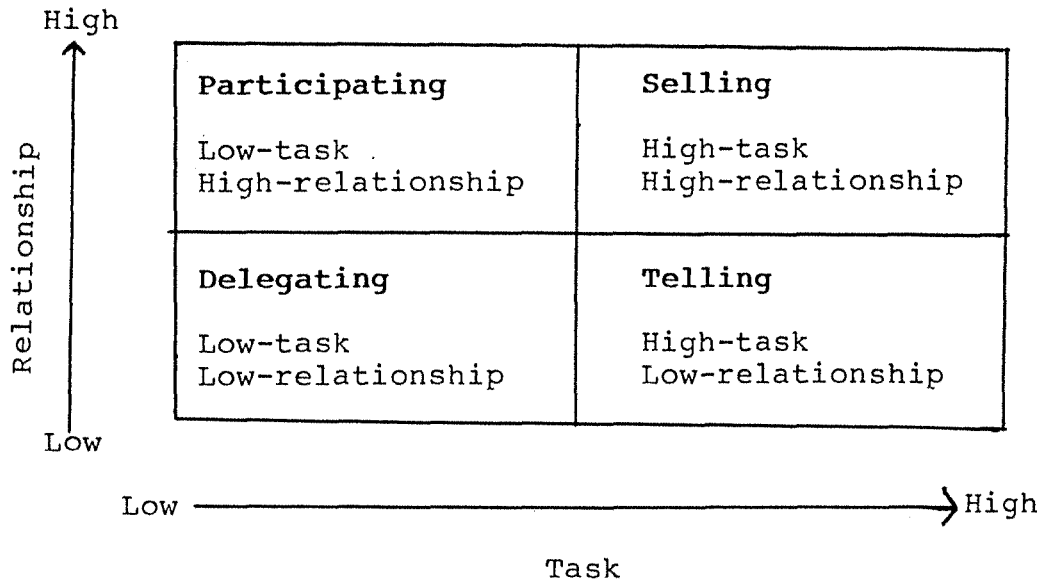 High
Participating
Low-task
High-relationship
Selling
High-task
High-relationship
Relationship
Delegating
Low-task
Low-relationship
Telling
High-task
Low-relationship
Low
Low
High
Task